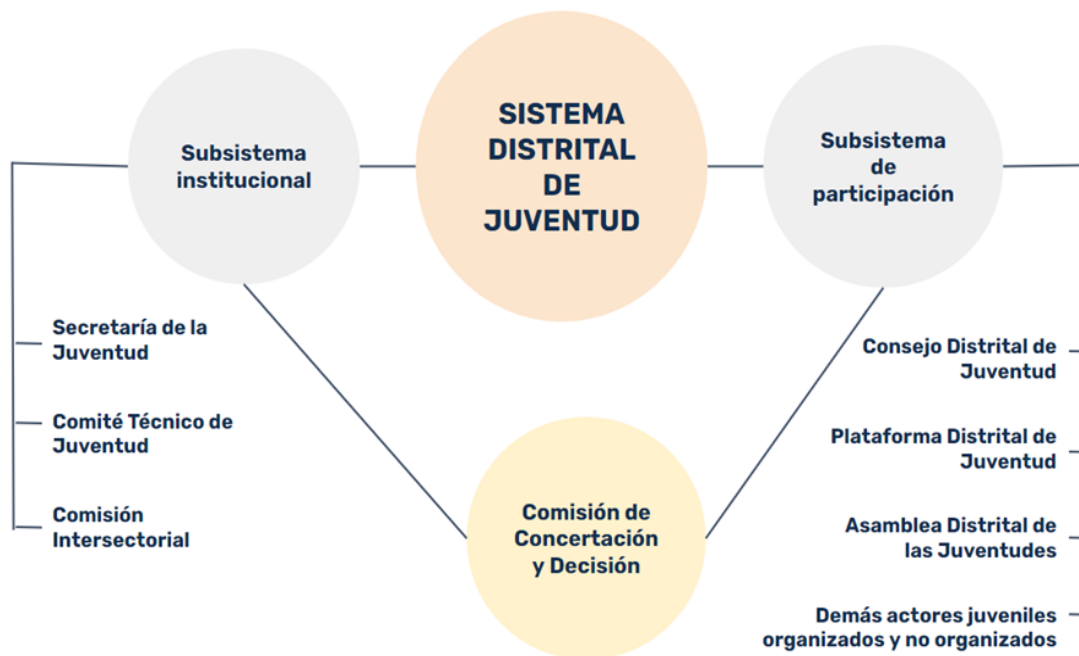 SISTEMA
DISTRITAL
DE
JUVENTUD
Subsistema
institucional
Subsistema
de
participación
Secretaría de la
Juventud
Comité Técnico de
Juventud
Comisión
Intersectorial
Comisión de
Concertación
y Decisión
Consejo Distrital de
Juventud
Plataforma Distrital de
Juventud
Asamblea Distrital de
las Juventudes
Demás actores juveniles
organizados y no organizados